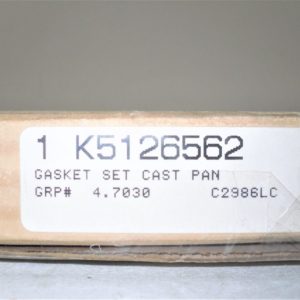 1 K5126562
GASKET SET CAST PAN
GRP# 4.7030 C2986LC